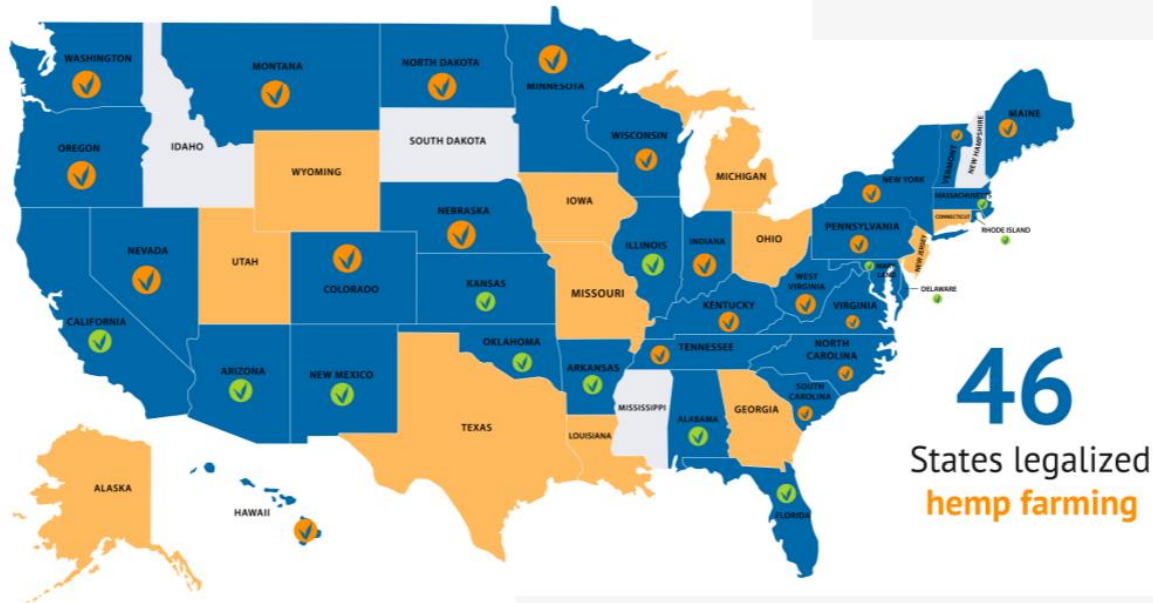 WASHINGTON
MONTANA
NORTH DAKOTA
MINNESOTA
OREGON
IDAHO
SOUTH DAKOTA
WISCONSIN
MICHIGAN
NEW YORK
VERMONT
NEW HAMPSHIRE
MAINE
MASSACHUSETTS
CONNECTICUT
RHODE ISLAND
WYOMING
NEBRASKA
IOWA
ILLINOIS
INDIANA
OHIO
PENNSYLVANIA
NEW JERSEY
MARY
LAND
DELAWARE
NEVADA
UTAH
COLORADO
KANSAS
MISSOURI
KENTUCKY
WEST
VIRGINIA
VIRGINIA
CALIFORNIA
ARIZONA
NEW MEXICO
OKLAHOMA
ARKANSAS
TENNESSEE
NORTH
CAROLINA
SOUTH
CAROLINA
TEXAS
LOUISIANA
MISSISSIPPI
ALABAMA
GEORGIA
FLORIDA
ALASKA
HAWAII
46
States legalized
hemp farming